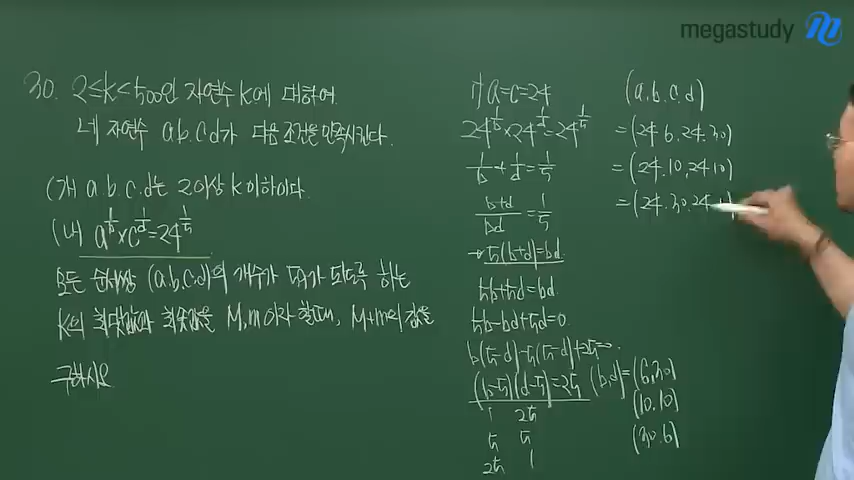 megastudy
30. 2≤k<500인 자연수 k에 대하여
네 자연수 a.b.c.d가 다음 조건을 만족시킨다.
(가) a.b.c.d는 2이상 k이하이다.
(나) a^(1/b)×c^(1/d)=24^(1/5)
모든 순서쌍 (a.b.c.d)의 개수가 59가 되도록 하는
k의 최댓값과 최솟값을 M, m이라 할때, M+m의 값을
구하시오
i) a=c=24
24^(1/b)×24^(1/d)=24^(1/5)
1/b+1/d=1/5
(b+d)/bd=1/5
→5(b+d)=bd
5b+5d=bd
5b-bd+5d=0
b(5-d)-5(5-d)+25=0
(b-5)(d-5)=25
1 25
5 5
25 1
(b,d)=(6,30)
(10.10)
(30.6)
(a.b.c.d)
=(24.6.24.30)
=(24.10.24.10)
=(24.30.24